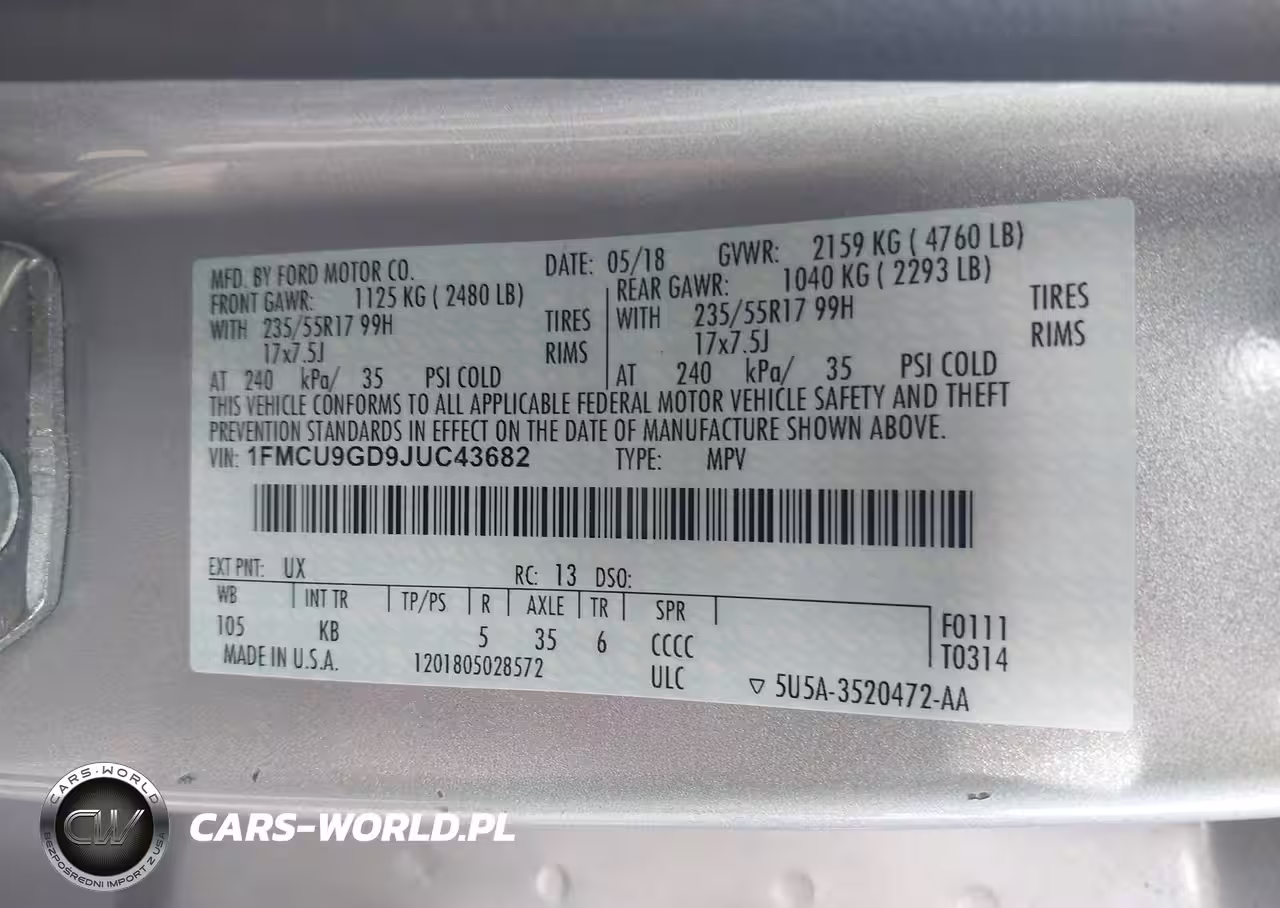 MFD. BY FORD MOTOR CO. DATE: 05/18 GVWR: 2159 KG ( 4760 LB)
FRONT GAWR: 1125 KG ( 2480 LB) REAR GAWR: 1040 KG ( 2293 LB)
WITH 235/55R17 99H TIRES WITH 235/55R17 99H TIRES
17x7.5J RIMS 17x7.5J RIMS
AT 240 kPa/ 35 PSI COLD AT 240 kPa/ 35 PSI COLD
THIS VEHICLE CONFORMS TO ALL APPLICABLE FEDERAL MOTOR VEHICLE SAFETY AND THEFT
PREVENTION STANDARDS IN EFFECT ON THE DATE OF MANUFACTURE SHOWN ABOVE.
VIN: 1FMCU9GD9JUC43682 TYPE: MPV
EXT PNT: UX RC: 13 DSO:
WB INT TR TP/PS R AXLE TR SPR
105 KB 5 35 6 CCCC F0111
MADE IN U.S.A. 1201805028572 ULC T0314
▽ 5U5A-3520472-AA
CARS-WORLD
CW
BEZPOŚREDNI IMPORT Z USA
CARS-WORLD.PL